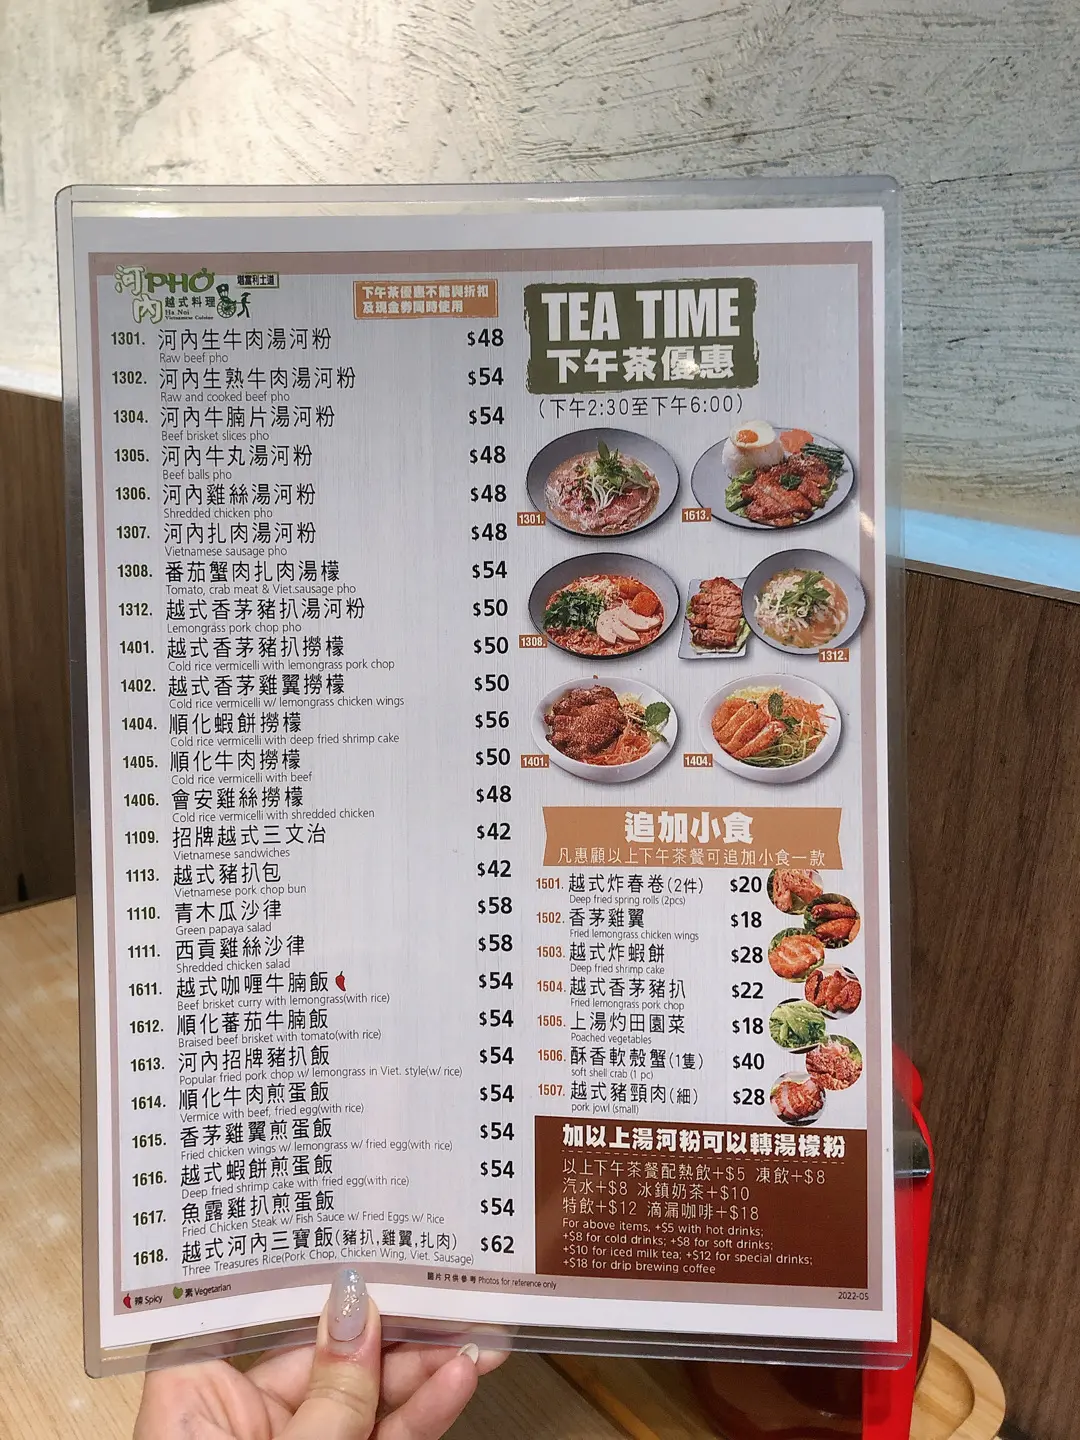 河內 PHO 越式料理
Ha Noi
Vietnamese Cuisine
堪富利士道
下午茶優惠不能與折扣
及現金劵同時使用
1301. 河內生牛肉湯河粉 $48
Raw beef pho
1302. 河內生熟牛肉湯河粉 $54
Raw and cooked beef pho
1304. 河內牛腩片湯河粉 $54
Beef brisket slices pho
1305. 河內牛丸湯河粉 $48
Beef balls pho
1306. 河內雞絲湯河粉 $48
Shredded chicken pho
1307. 河內扎肉湯河粉 $48
Vietnamese sausage pho
1308. 番茄蟹肉扎肉湯檬 $54
Tomato, crab meat & Viet.sausage pho
1312. 越式香茅豬扒湯河粉 $50
Lemongrass pork chop pho
1401. 越式香茅豬扒撈檬 $50
Cold rice vermicelli with lemongrass pork chop
1402. 越式香茅雞翼撈檬 $50
Cold rice vermicelli w/ lemongrass chicken wings
1404. 順化蝦餅撈檬 $56
Cold rice vermicelli with deep fried shrimp cake
1405. 順化牛肉撈檬 $50
Cold rice vermicelli with beef
1406. 會安雞絲撈檬 $48
Cold rice vermicelli with shredded chicken
1109. 招牌越式三文治 $42
Vietnamese sandwiches
1113. 越式豬扒包 $42
Vietnamese pork chop bun
1110. 青木瓜沙律 $58
Green papaya salad
1111. 西貢雞絲沙律 $58
Shredded chicken salad
1611. 越式咖喱牛腩飯 $54
Beef brisket curry with lemongrass(with rice)
1612. 順化蕃茄牛腩飯 $54
Braised beef brisket with tomato(with rice)
1613. 河內招牌豬扒飯 $54
Popular fried pork chop w/ lemongrass in Viet. style(w/ rice)
1614. 順化牛肉煎蛋飯 $54
Vermice with beef, fried egg(with rice)
1615. 香茅雞翼煎蛋飯 $54
Fried chicken wings w/ lemongrass w/ fried egg(with rice)
1616. 越式蝦餅煎蛋飯 $54
Deep fried shrimp cake with fried egg(with rice)
1617. 魚露雞扒煎蛋飯 $54
Fried Chicken Steak w/ Fish Sauce w/ Fried Eggs w/ Rice
1618. 越式河內三寶飯(豬扒,雞翼,扎肉) $62
Three Treasures Rice(Pork Chop, Chicken Wing, Viet. Sausage)
辣 Spicy 素 Vegetarian
圖片只供參考 Photos for reference only
TEA TIME
下午茶優惠
(下午2:30至下午6:00)
1301.
1613.
1308.
1312.
1401.
1404.
追加小食
凡惠顧以上下午茶餐可追加小食一款
1501. 越式炸春卷(2件) $20
Deep fried spring rolls (2pcs)
1502. 香茅雞翼 $18
Fried lemongrass chicken wings
1503. 越式炸蝦餅 $28
Deep fried shrimp cake
1504. 越式香茅豬扒 $22
Fried lemongrass pork chop
1505. 上湯灼田園菜 $18
Poached vegetables
1506. 酥香軟殼蟹(1隻) $40
soft shell crab (1 pc)
1507. 越式豬頸肉(細) $28
pork jowl (small)
加以上湯河粉可以轉湯檬粉
以上下午茶餐配熱飲+$5 凍飲+$8
汽水+$8 冰鎮奶茶+$10
特飲+$12 滴漏咖啡+$18
For above items, +$5 with hot drinks;
+$8 for cold drinks; +$8 for soft drinks;
+$10 for iced milk tea; +$12 for special drinks;
+$18 for drip brewing coffee
2022-05